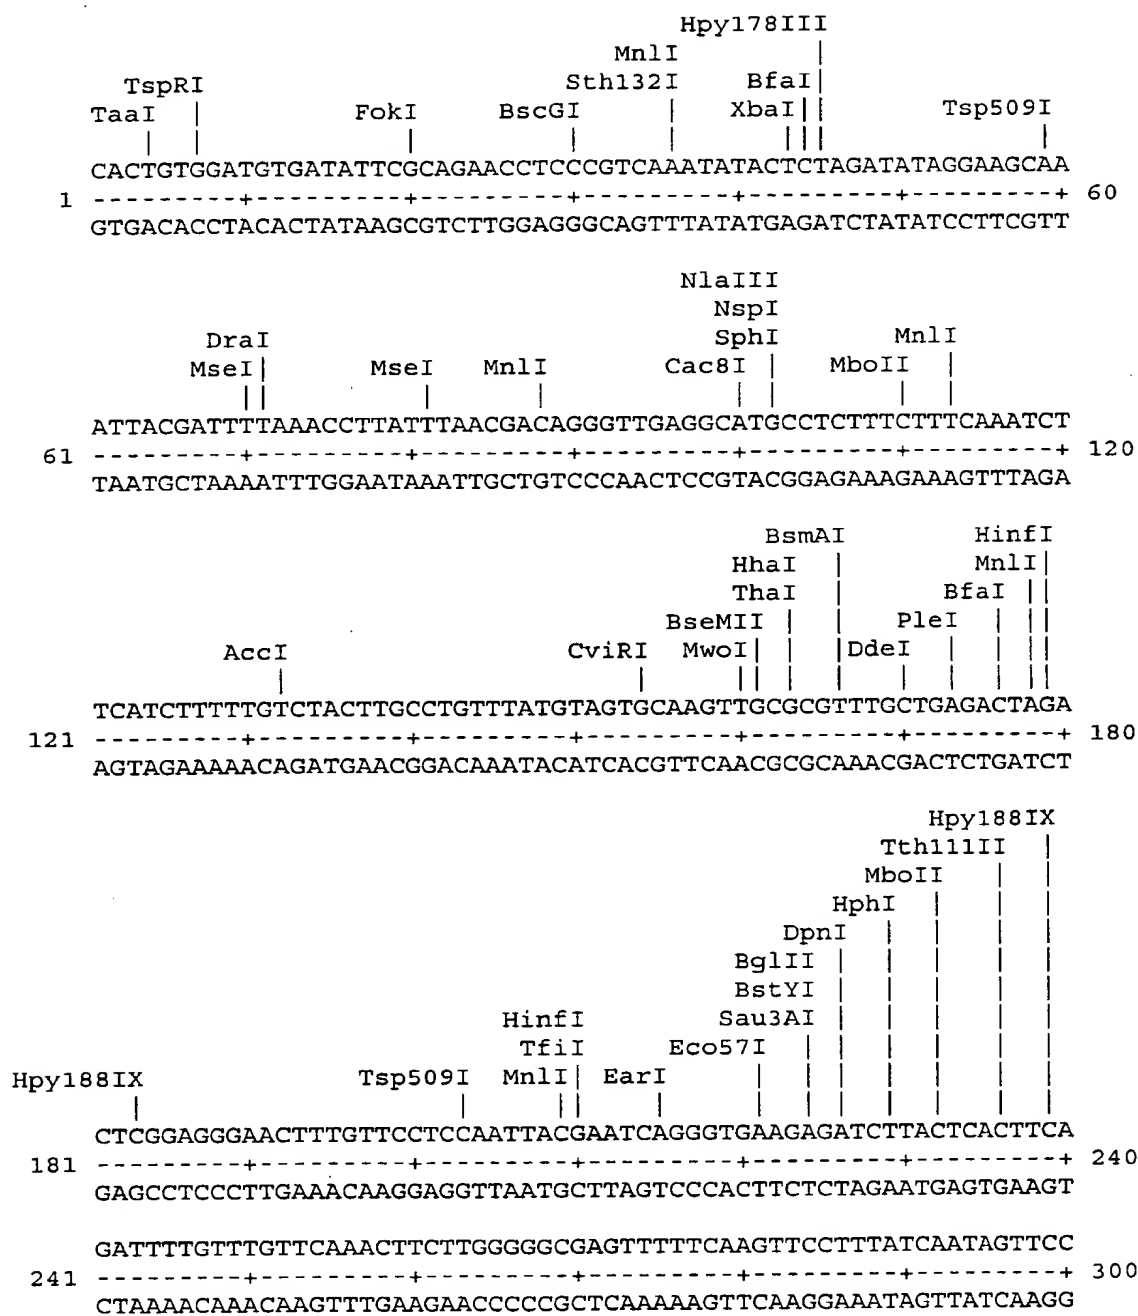 Hpy178III
MnlI
TspRI Sth132I BfaI
TaaI FokI BscGI XbaI Tsp509I
CACTGTGGATGTGATATTCGCAGAACCTCCCGTCAAATATACTCTAGATATAGGAAGCAA
1 ---------+---------+---------+---------+---------+---------+ 60
GTGACACCTACACTATAAGCGTCTTGGAGGGCAGTTTATATGAGATCTATATCCTTCGTT
NlaIII
NspI
DraI SphI MnlI
MseI MseI MnlI Cac8I MboII
ATTACGATTTTTAAACCTTATTTAACGACAGGGTTGAGGCATGCCTCTTTCTTTCAAATCT
61 ---------+---------+---------+---------+---------+---------+ 120
TAATGCTAAAATTTGGAATAAATTGCTGTCCCAACTCCGTACGGAGAAAGAAAGTTTAGA
BsmAI HinfI
HhaI MnlI
ThaI BfaI
BseMII PleI
AccI CviRI MwoI DdeI
TCATCTTTTTGTCTACTTGCCTGTTTATGTAGTGCAAGTTGCGCGTTTGCTGAGACTAGA
121 ---------+---------+---------+---------+---------+---------+ 180
AGTAGAAAAACAGATGAACGGACAAATACATCACGTTCAACGCGCAAACGACTCTGATCT
Hpy188IX
Tth111II
MboII
HphI
DpnI
BglII
BstYI
HinfI Sau3AI
TfiI Eco57I
Hpy188IX Tsp509I MnlI EarI
CTCGGAGGGAACTTTGTTCCTCCAATTACGAATCAGGGTGAAGAGATCTTACTCACTTCA
181 ---------+---------+---------+---------+---------+---------+ 240
GAGCCTCCCTTGAAACAAGGAGGTTAATGCTTAGTCCCACTTCTCTAGAATGAGTGAAGT
GATTTTGTTTGTTCAAACTTCTTGGGGGCGAGTTTTTCAAGTTCCTTTATCAATAGTTCC
241 ---------+---------+---------+---------+---------+---------+ 300
CTAAAACAAACAAGTTTGAAGAACCCCCGCTCAAAAAGTTCAAGGAAATAGTTATCAAGG